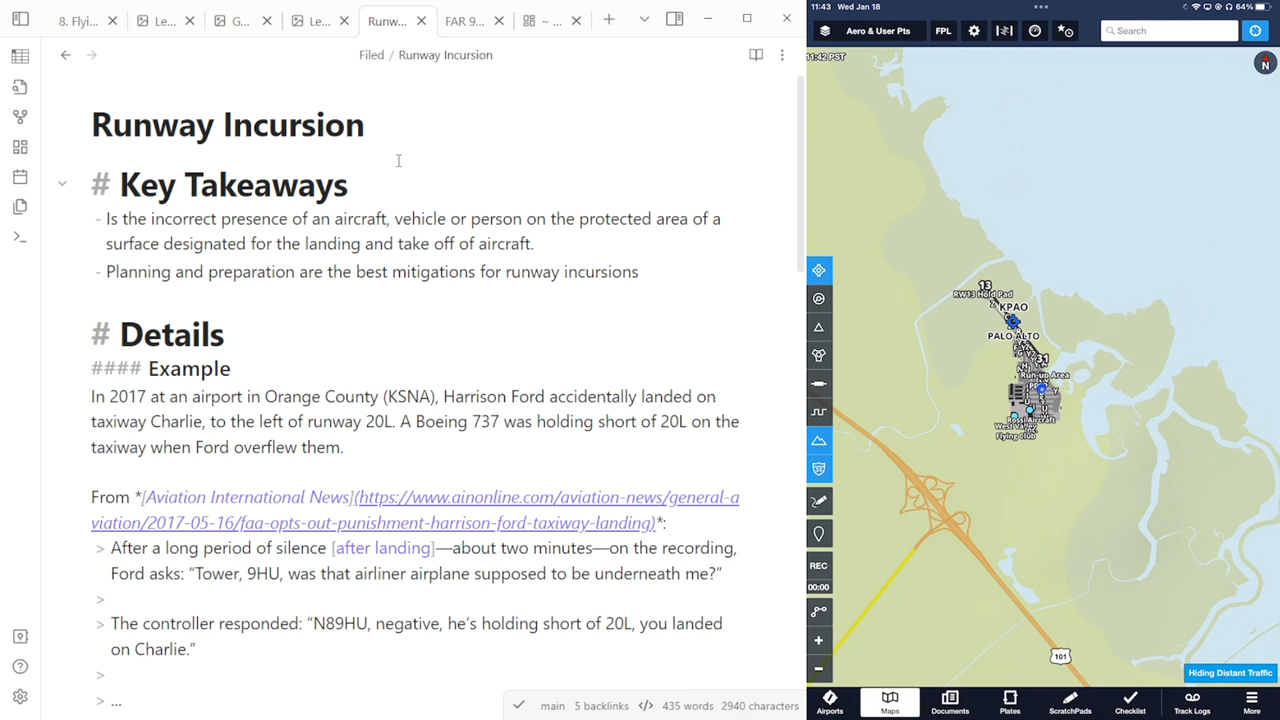 8. Flyi...
Le...
G...
Le...
Runw...
FAR 9...
~ ...
Filed / Runway Incursion
Runway Incursion
# Key Takeaways
- Is the incorrect presence of an aircraft, vehicle or person on the protected area of a
surface designated for the landing and take off of aircraft.
- Planning and preparation are the best mitigations for runway incursions
# Details
#### Example
In 2017 at an airport in Orange County (KSNA), Harrison Ford accidentally landed on
taxiway Charlie, to the left of runway 20L. A Boeing 737 was holding short of 20L on the
taxiway when Ford overflew them.
From *[Aviation International News](https://www.ainonline.com/aviation-news/general-a
viation/2017-05-16/faa-opts-out-punishment-harrison-ford-taxiway-landing)*:
> After a long period of silence [after landing]—about two minutes—on the recording,
Ford asks: “Tower, 9HU, was that airliner airplane supposed to be underneath me?”
>
> The controller responded: “N89HU, negative, he’s holding short of 20L, you landed
on Charlie.”
>
> ...
main 5 backlinks 435 words 2940 characters
11:43 Wed Jan 18
64%
Aero & User Pts
FPL
Search
11:42 PST
N
13
RW13 Hold Pad
KPAO
PALO ALTO
31
Run-up Area
Rossi Aircraft
Inc
West Valley
Flying Club
101
REC
00:00
Hiding Distant Traffic
Airports
Maps
Documents
Plates
ScratchPads
Checklist
Track Logs
More